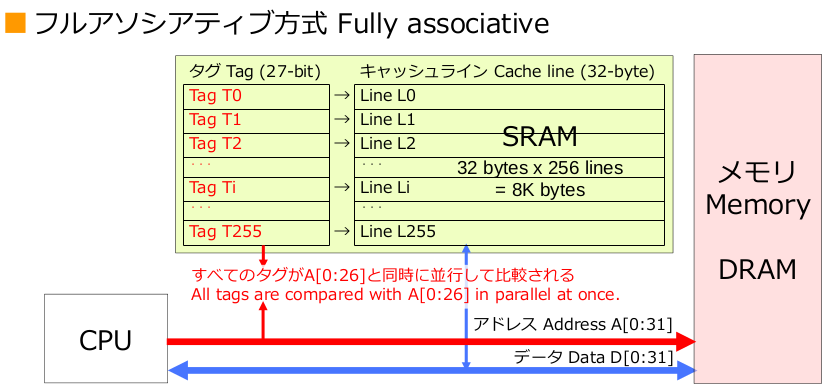 ■ フルアソシアティブ方式 Fully associative
タグ Tag (27-bit)
キャッシュライン Cache line (32-byte)
Tag T0 → Line L0
Tag T1 → Line L1
Tag T2 → Line L2
... ...
Tag Ti → Line Li
... ...
Tag T255 → Line L255
SRAM
32 bytes x 256 lines
= 8K bytes
メモリ
Memory
DRAM
すべてのタグがA[0:26]と同時に並行して比較される
All tags are compared with A[0:26] in parallel at once.
CPU
アドレス Address A[0:31]
データ Data D[0:31]